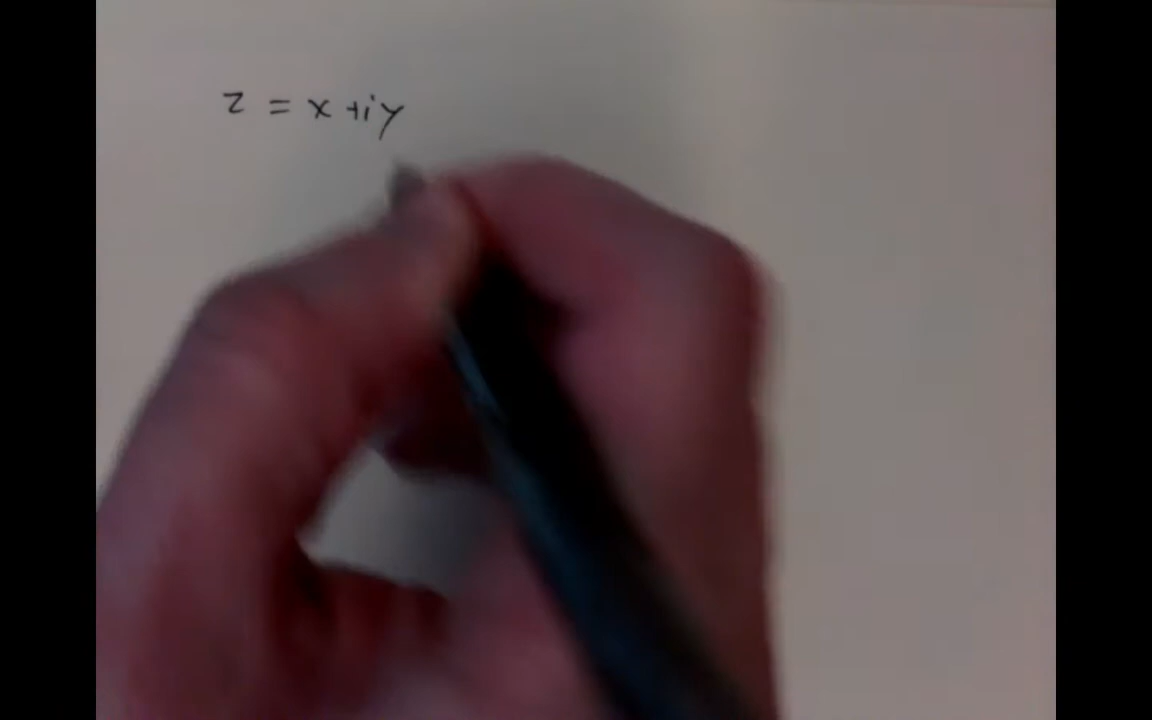 z = x + iy